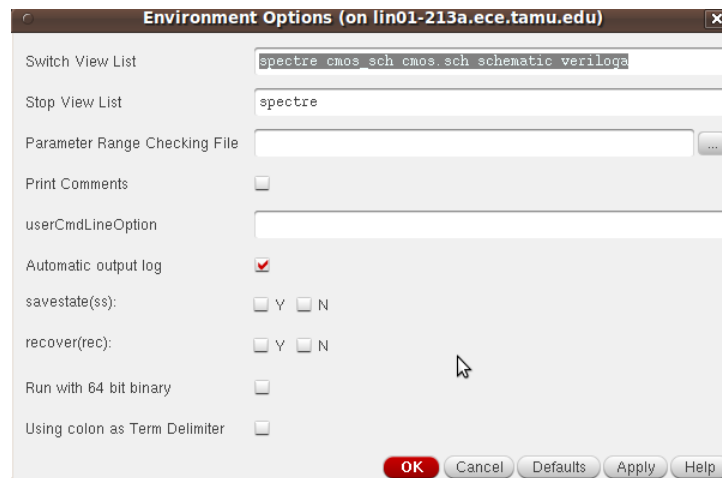 Environment Options (on lin01-213a.ece.tamu.edu)
Switch View List spectre cmos_sch cmos.sch schematic veriloga
Stop View List spectre
Parameter Range Checking File ...
Print Comments
userCmdLineOption
Automatic output log
savestate(ss): Y N
recover(rec): Y N
Run with 64 bit binary
Using colon as Term Delimiter
OK Cancel Defaults Apply Help